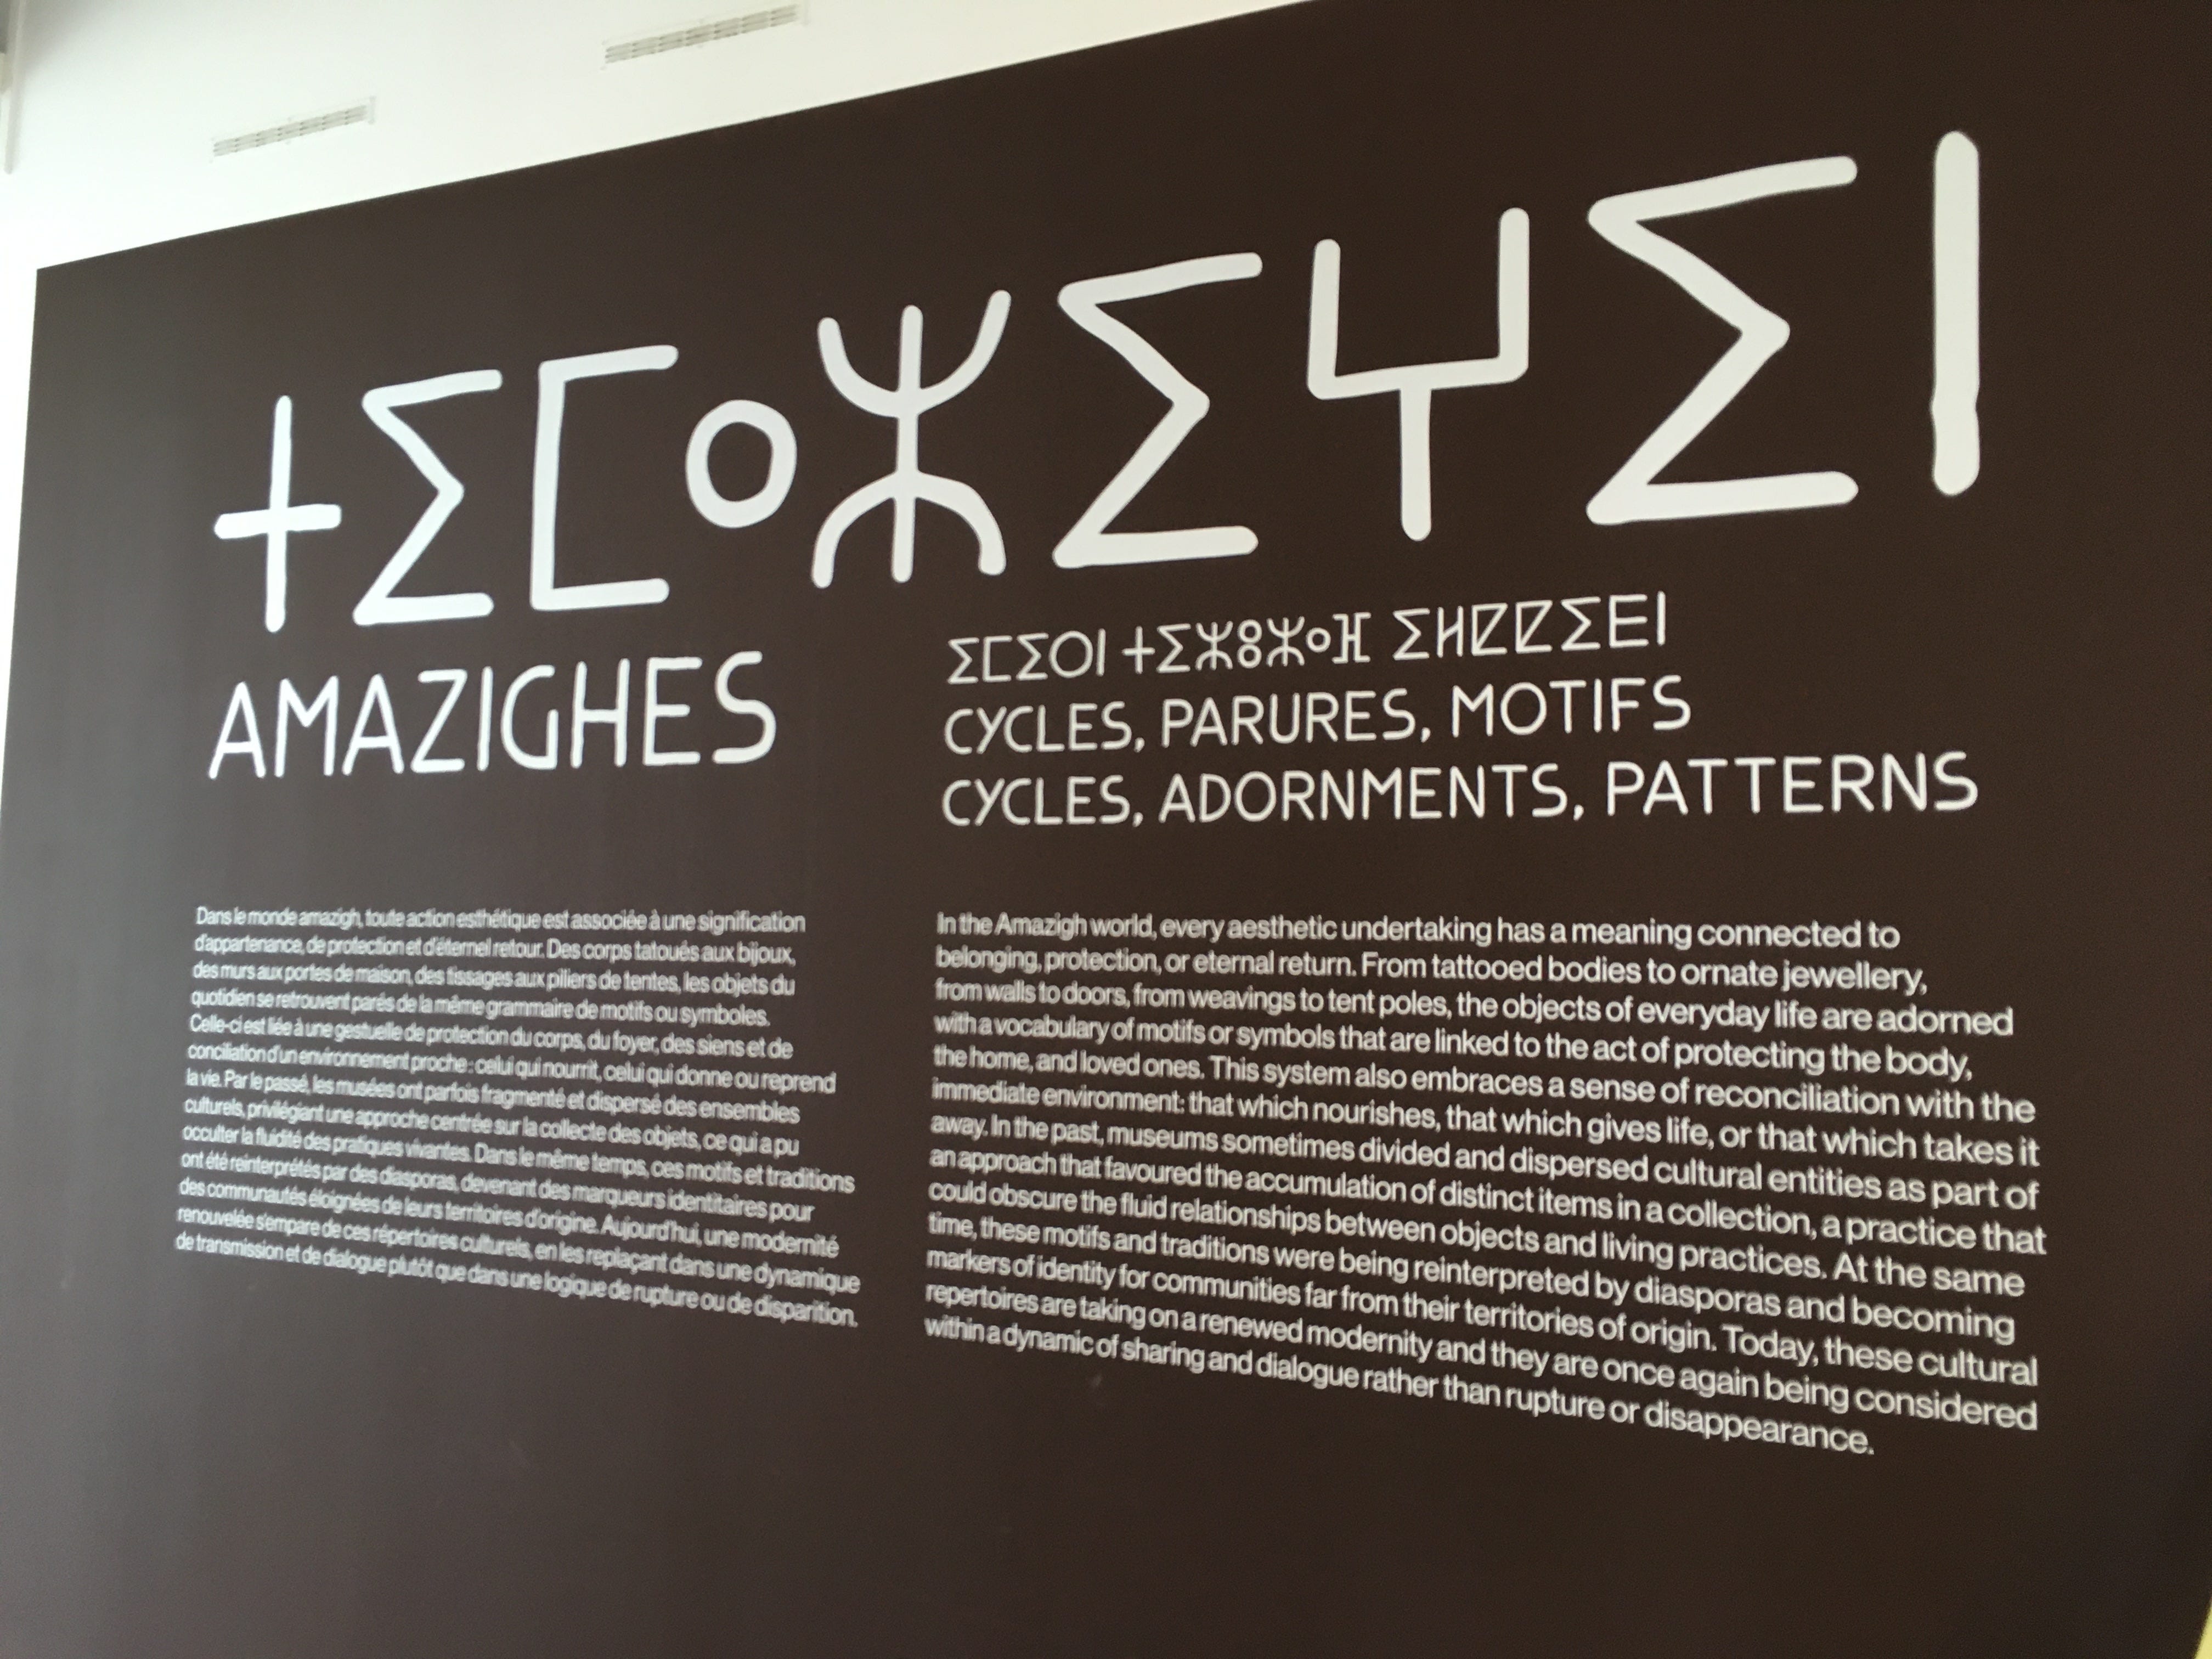 ⵜⵉⵎⴰⵣⵉⵖⵉⵏ
AMAZIGHES
ⵉⵎⵉⵔⵏ ⵜⵉⵣⵓⵣⴰⴼ ⵉⵍⵇⵇⵉⴹⵏ
CYCLES, PARURES, MOTIFS
CYCLES, ADORNMENTS, PATTERNS
Dans le monde amazigh, toute action esthétique est associée à une signification
d'appartenance, de protection et d'éternel retour. Des corps tatoués aux bijoux,
des murs aux portes de maison, des tissages aux piliers de tentes, les objets du
quotidien se retrouvent parés de la même grammaire de motifs ou symboles.
Celle-ci est liée à une gestuelle de protection du corps, du foyer, des siens et de
conciliation d'un environnement proche : celui qui nourrit, celui qui donne ou reprend
la vie. Par le passé, les musées ont parfois fragmenté et dispersé des ensembles
culturels, privilégiant une approche centrée sur la collecte des objets, ce qui a pu
occulter la fluidité des pratiques vivantes. Dans le même temps, ces motifs et traditions
ont été reinterprétés par des diasporas, devenant des marqueurs identitaires pour
des communautés éloignées de leurs territoires d'origine. Aujourd'hui, une modernité
renouvelée s'empare de ces répertoires culturels, en les replaçant dans une dynamique
de transmission et de dialogue plutôt que dans une logique de rupture ou de disparition.
In the Amazigh world, every aesthetic undertaking has a meaning connected to
belonging, protection, or eternal return. From tattooed bodies to ornate jewellery,
from walls to doors, from weavings to tent poles, the objects of everyday life are adorned
with a vocabulary of motifs or symbols that are linked to the act of protecting the body,
the home, and loved ones. This system also embraces a sense of reconciliation with the
immediate environment: that which nourishes, that which gives life, or that which takes it
away. In the past, museums sometimes divided and dispersed cultural entities as part of
an approach that favoured the accumulation of distinct items in a collection, a practice that
could obscure the fluid relationships between objects and living practices. At the same
time, these motifs and traditions were being reinterpreted by diasporas and becoming
markers of identity for communities far from their territories of origin. Today, these cultural
repertoires are taking on a renewed modernity and they are once again being considered
within a dynamic of sharing and dialogue rather than rupture or disappearance.